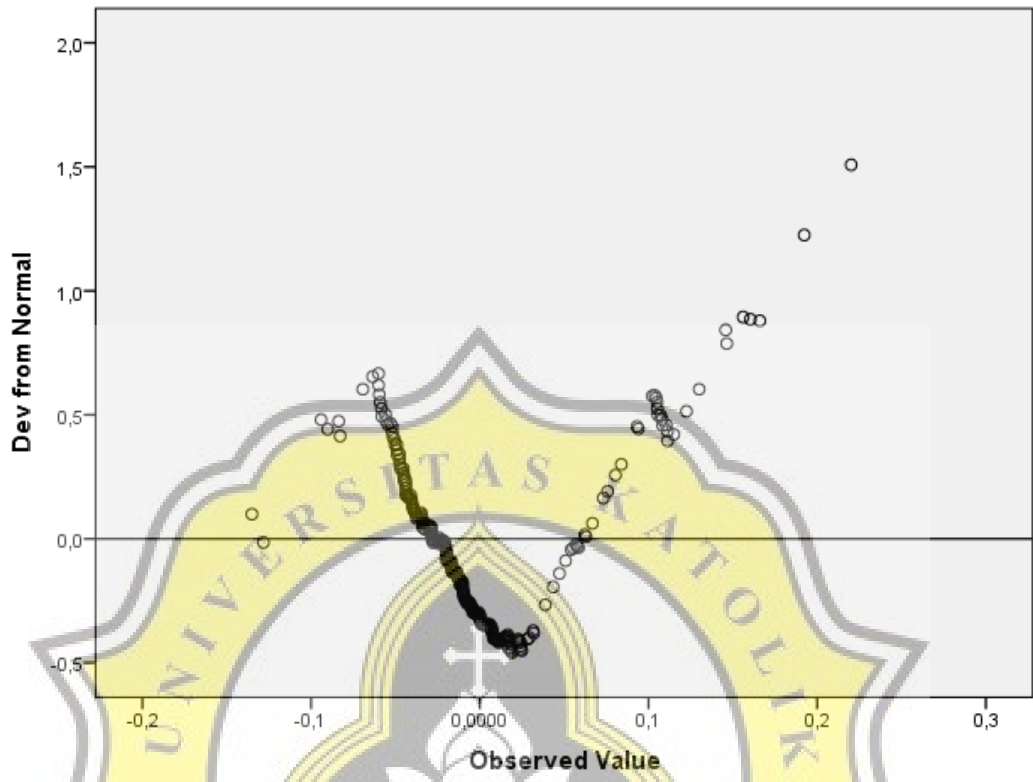 2,0
1,5
1,0
0,5
0,0
-0,5
Dev from Normal
UNIVERSITAS KATOLIK
-0,2 -0,1 0,0000 0,1 0,2 0,3
Observed Value